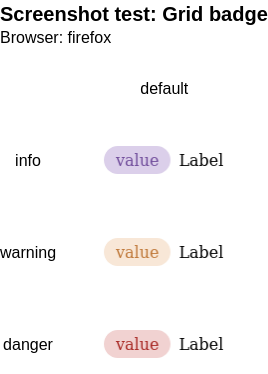 Screenshot test: Grid badge
Browser: firefox
default
info value Label
warning value Label
danger value Label